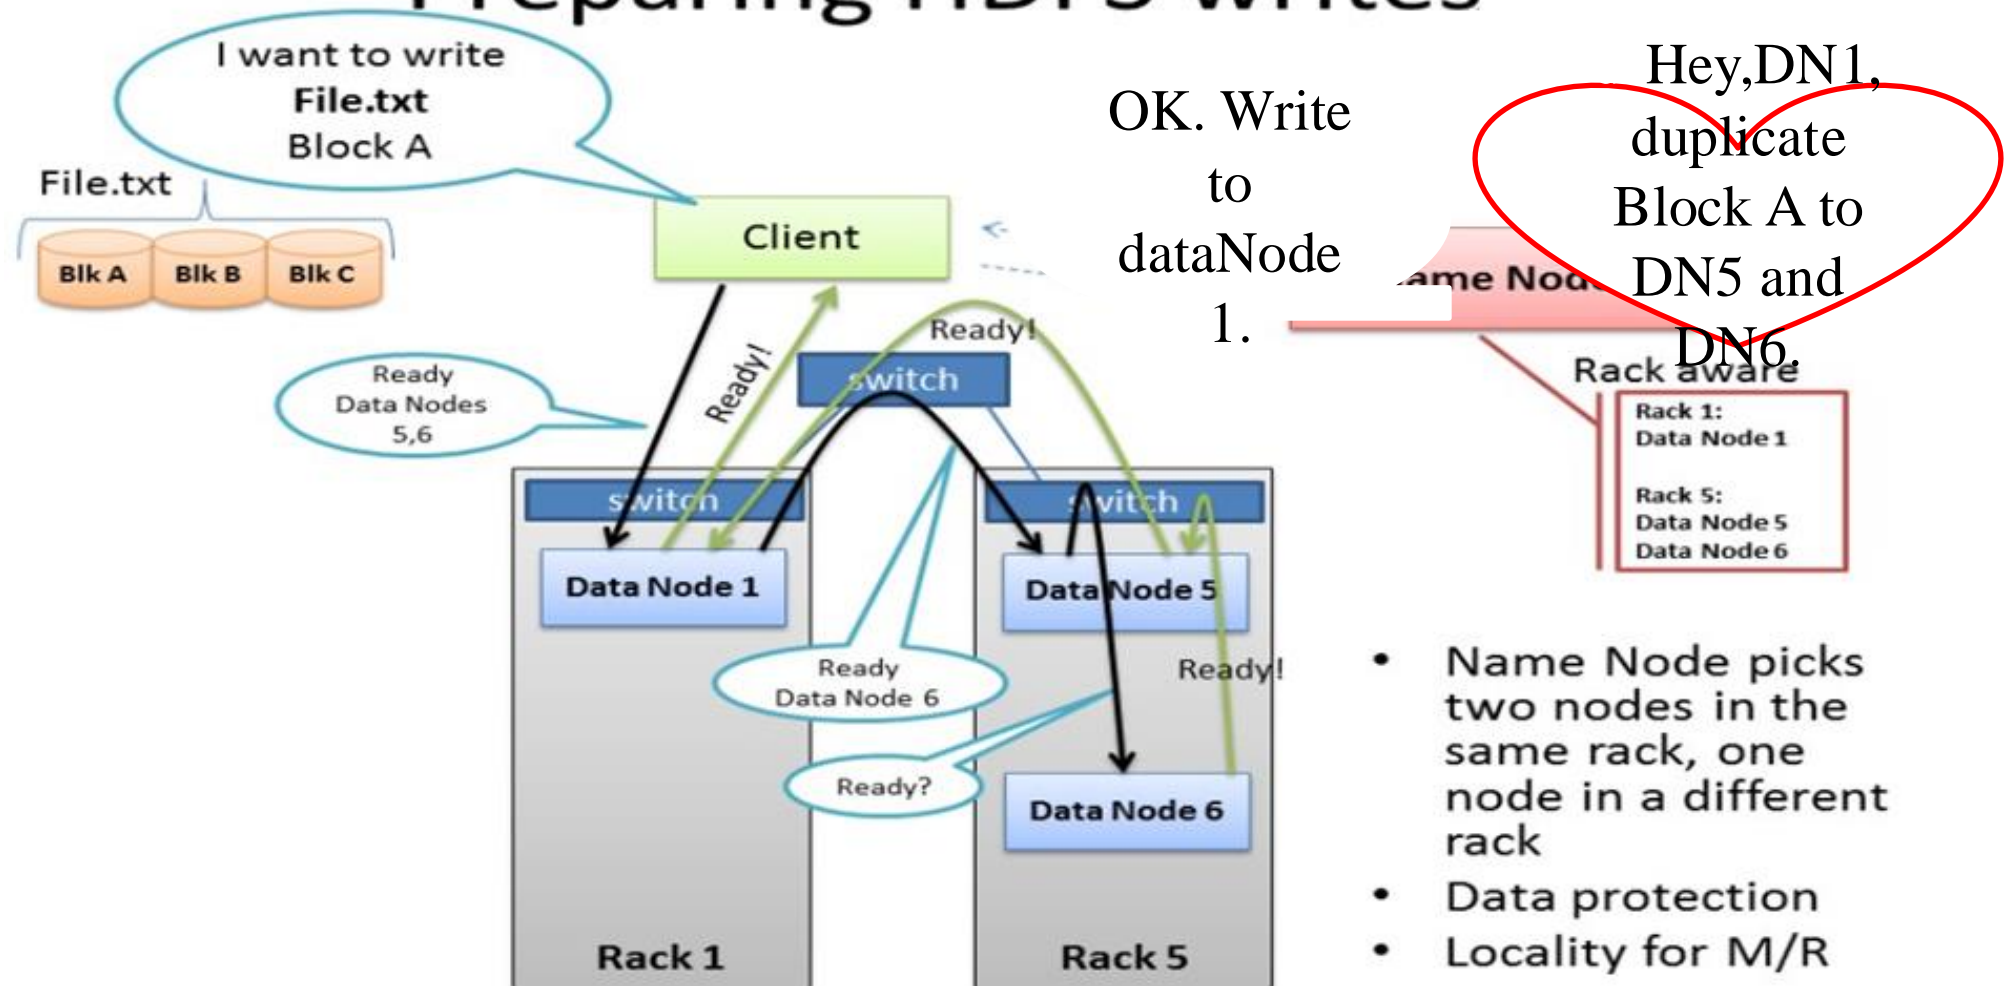 Preparing HDFS writes
I want to write
File.txt
Block A
File.txt
Blk A
Blk B
Blk C
Client
OK. Write
to
dataNode
1.
Hey,DN1,
duplicate
Block A to
DN5 and
DN6.
ame Nod
Rack aware
Rack 1:
Data Node 1
Rack 5:
Data Node 5
Data Node 6
Ready
Data Nodes
5,6
Ready!
Ready!
switch
switch
switch
Data Node 1
Data Node 5
Ready
Data Node 6
Ready!
Ready?
Data Node 6
Rack 1
Rack 5
• Name Node picks
two nodes in the
same rack, one
node in a different
rack
• Data protection
• Locality for M/R